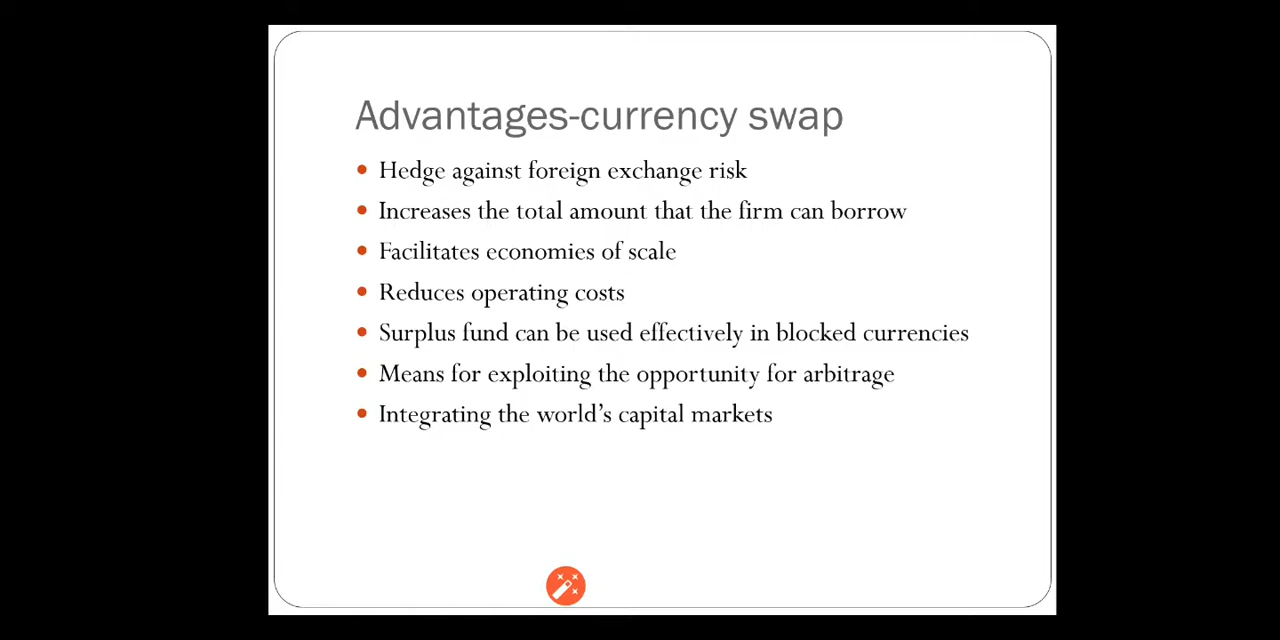 Advantages-currency swap
Hedge against foreign exchange risk
Increases the total amount that the firm can borrow
Facilitates economies of scale
Reduces operating costs
Surplus fund can be used effectively in blocked currencies
Means for exploiting the opportunity for arbitrage
Integrating the world’s capital markets